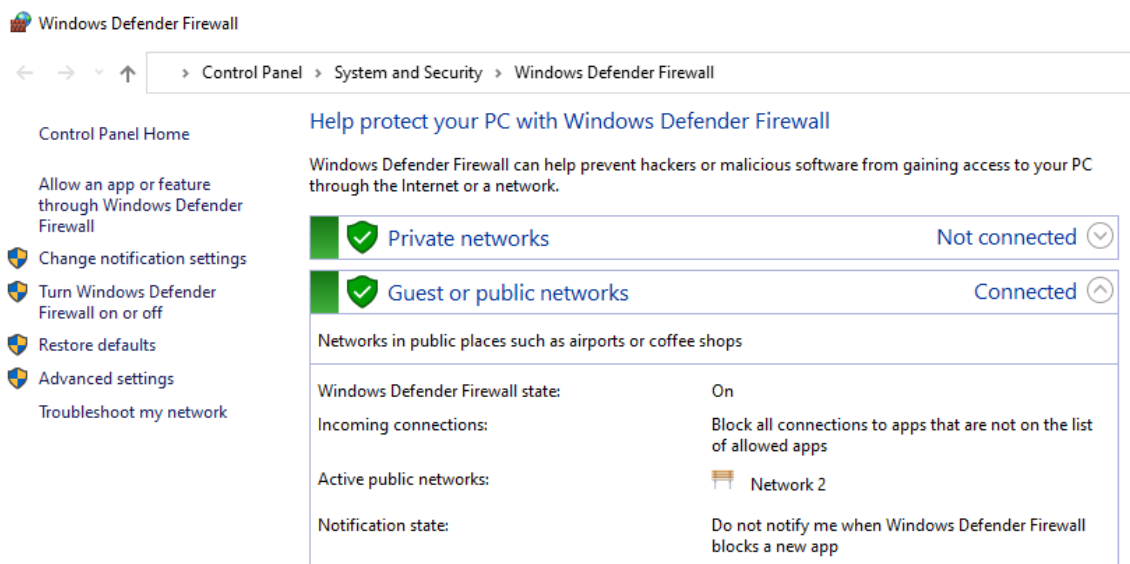 Windows Defender Firewall
Control Panel > System and Security > Windows Defender Firewall
Control Panel Home
Allow an app or feature
through Windows Defender
Firewall
Change notification settings
Turn Windows Defender
Firewall on or off
Restore defaults
Advanced settings
Troubleshoot my network
Help protect your PC with Windows Defender Firewall
Windows Defender Firewall can help prevent hackers or malicious software from gaining access to your PC
through the Internet or a network.
Private networks Not connected
Guest or public networks Connected
Networks in public places such as airports or coffee shops
Windows Defender Firewall state: On
Incoming connections: Block all connections to apps that are not on the list
of allowed apps
Active public networks: Network 2
Notification state: Do not notify me when Windows Defender Firewall
blocks a new app